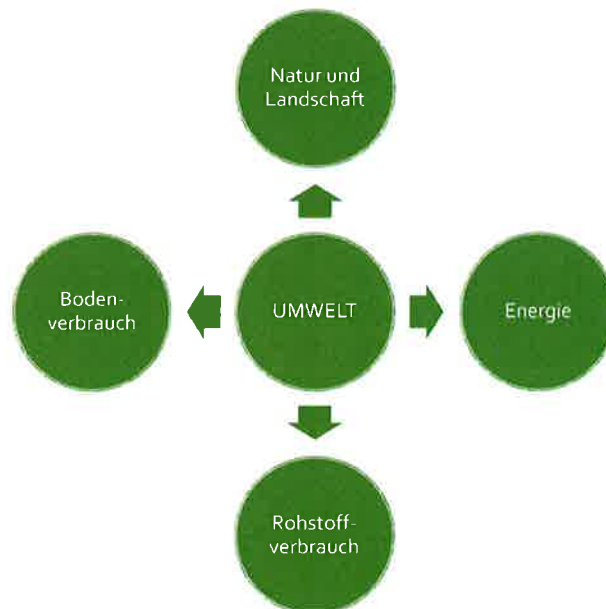 Natur und
Landschaft
Boden-
verbrauch
UMWELT
Energie
Rohstoff-
verbrauch